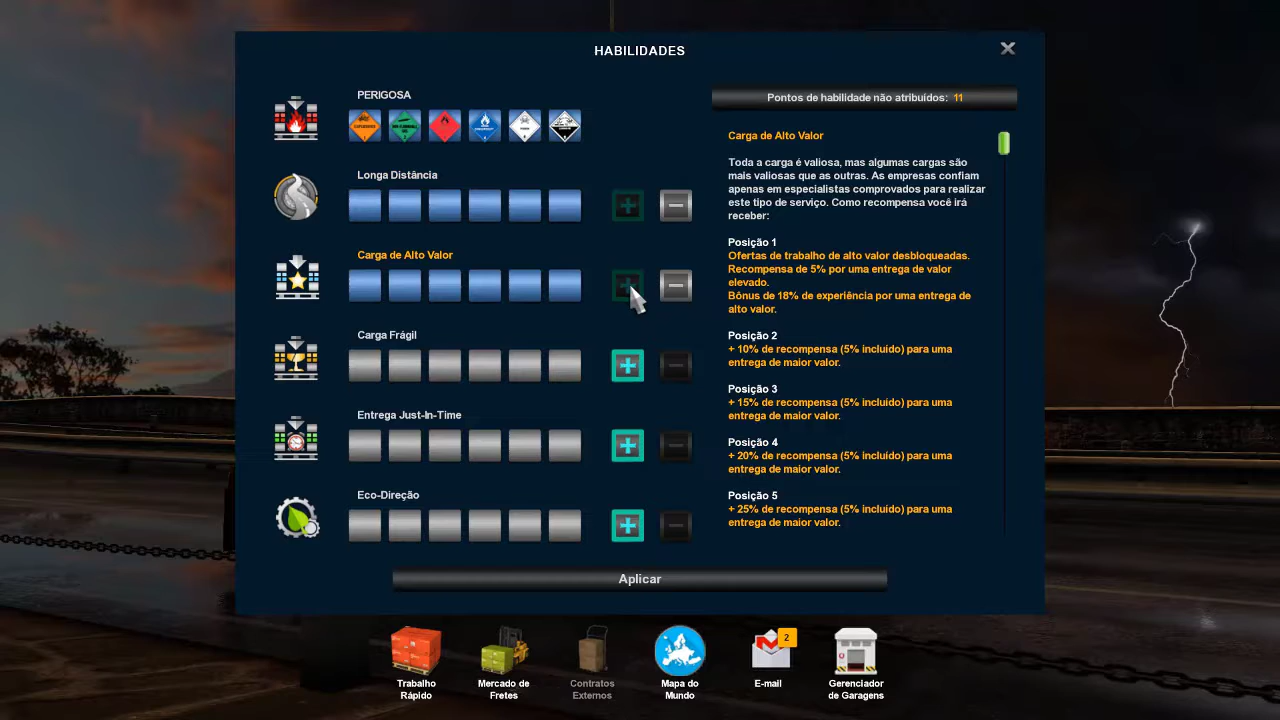 HABILIDADES
PERIGOSA
Longa Distância
Carga de Alto Valor
Carga Frágil
Entrega Just-In-Time
Eco-Direção
Pontos de habilidade não atribuídos: 11
Carga de Alto Valor
Toda a carga é valiosa, mas algumas cargas são
mais valiosas que as outras. As empresas confiam
apenas em especialistas comprovados para realizar
este tipo de serviço. Como recompensa você irá
receber:
Posição 1
Ofertas de trabalho de alto valor desbloqueadas.
Recompensa de 5% por uma entrega de valor
elevado.
Bônus de 18% de experiência por uma entrega de
alto valor.
Posição 2
+ 10% de recompensa (5% incluído) para uma
entrega de maior valor.
Posição 3
+ 15% de recompensa (5% incluído) para uma
entrega de maior valor.
Posição 4
+ 20% de recompensa (5% incluído) para uma
entrega de maior valor.
Posição 5
+ 25% de recompensa (5% incluído) para uma
entrega de maior valor.
Aplicar
Trabalho
Rápido
Mercado de
Fretes
Contratos
Externos
Mapa do
Mundo
2
E-mail
Gerenciador
de Garagens